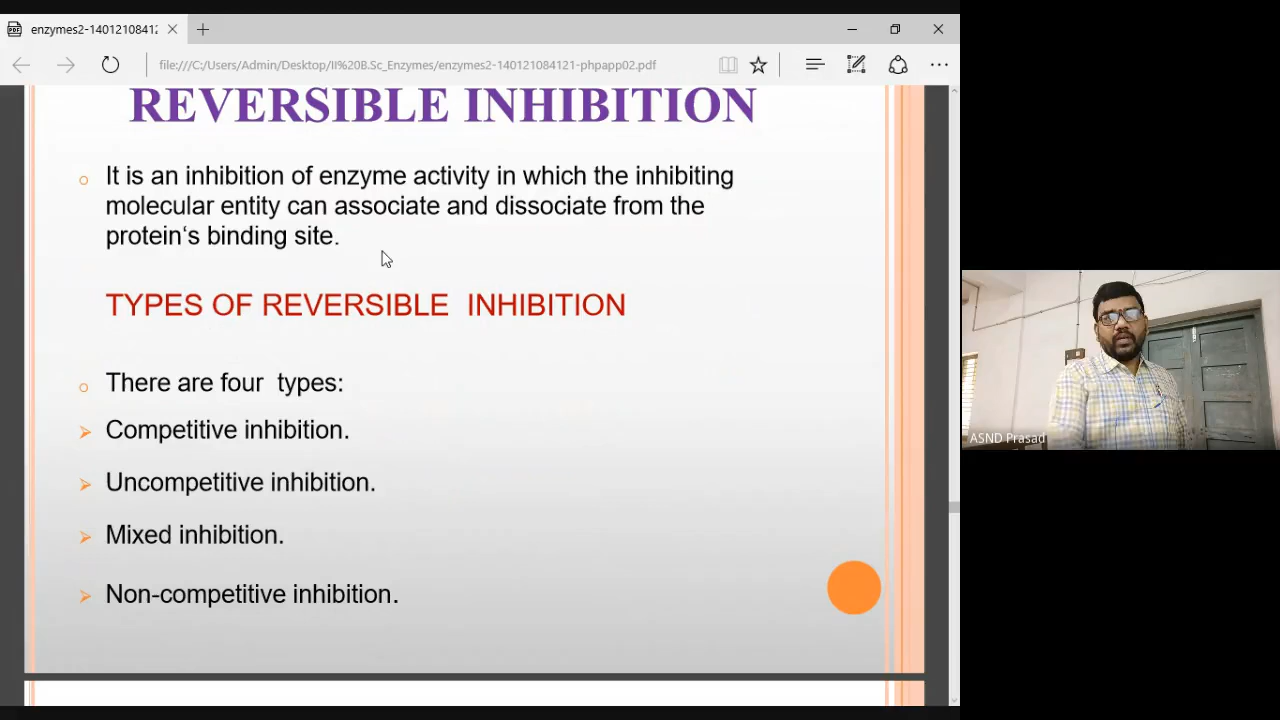 enzymes2-140121084121
file:///C:/Users/Admin/Desktop/II%20B.Sc_Enzymes/enzymes2-140121084121-phpapp02.pdf
REVERSIBLE INHIBITION
It is an inhibition of enzyme activity in which the inhibiting
molecular entity can associate and dissociate from the
protein‘s binding site.
TYPES OF REVERSIBLE INHIBITION
There are four types:
Competitive inhibition.
Uncompetitive inhibition.
Mixed inhibition.
Non-competitive inhibition.
ASND Prasad